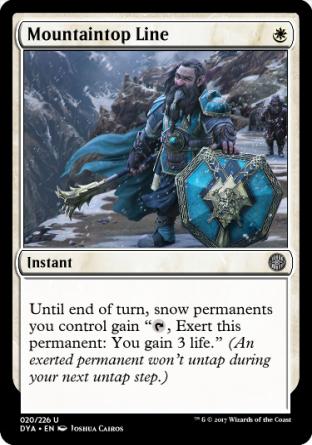 Mountaintop Line
Instant
Until end of turn, snow permanents
you control gain “, Exert this
permanent: You gain 3 life.” (An
exerted permanent won’t untap during
your next untap step.)
020/226 U
DYA • EN Joshua Cairos
™ & © 2017 Wizards of the Coast